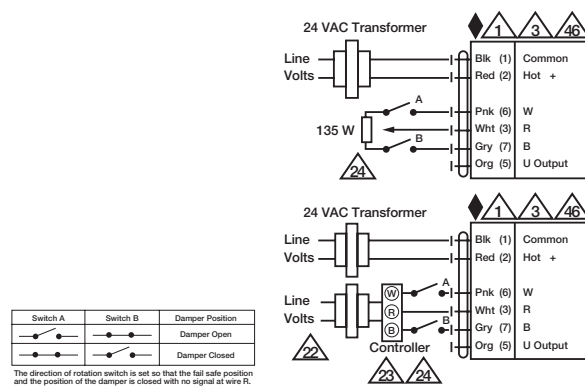 24 VAC Transformer
1 3 46
Line
Volts
Blk (1) Common
Red (2) Hot +
A
Pnk (6) W
135 W
Wht (3) R
B
Gry (7) B
Org (5) U Output
24
1 3 46
24 VAC Transformer
Line
Volts
Blk (1) Common
Red (2) Hot +
A
Line
Volts
W
Pnk (6) W
R
Wht (3) R
B
B
Gry (7) B
Controller
Org (5) U Output
22
23 24
Switch A Switch B Damper Position
Damper Open
Damper Closed
The direction of rotation switch is set so that the fail safe position
and the position of the damper is closed with no signal at wire R.